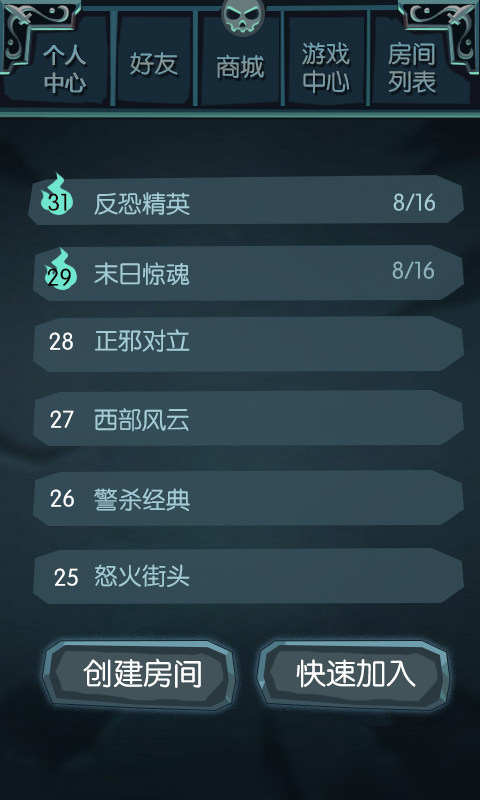 个人
中心
好友
商城
游戏
中心
房间
列表
31 反恐精英 8/16
29 末日惊魂 8/16
28 正邪对立
27 西部风云
26 警杀经典
25 怒火街头
创建房间 快速加入